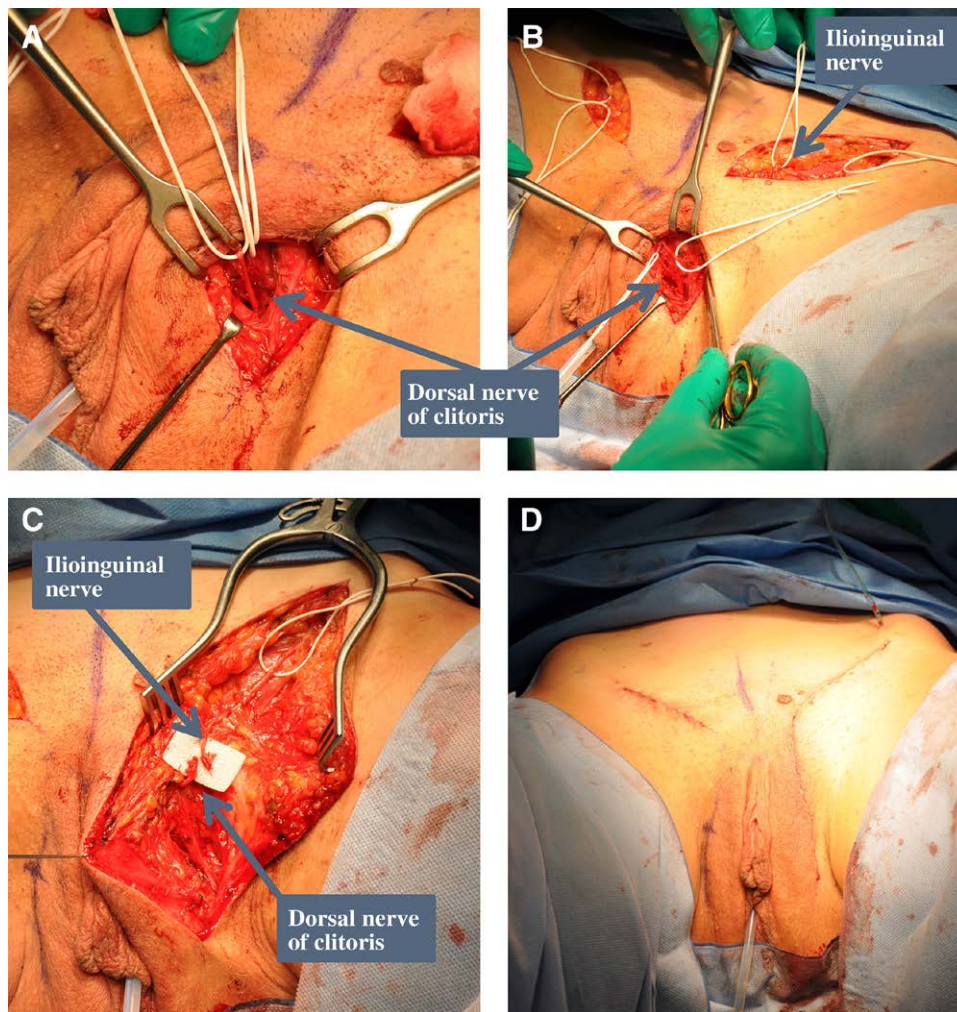 A
B
Ilioinguinal
nerve
Dorsal nerve
of clitoris
C
Ilioinguinal
nerve
Dorsal nerve
of clitoris
D